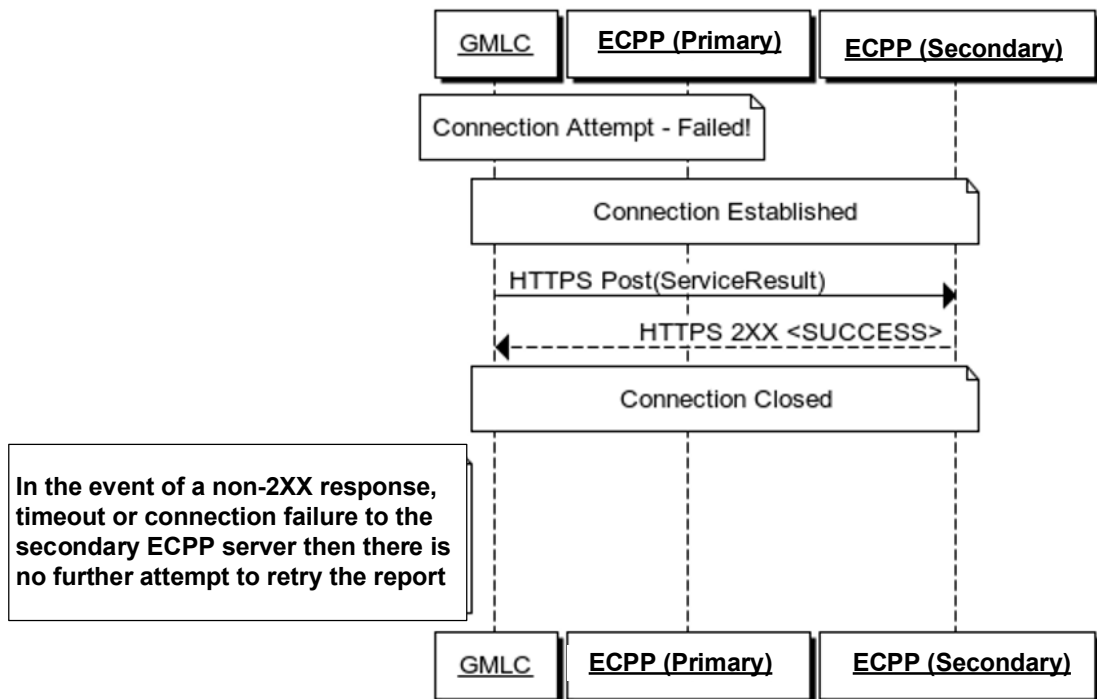 GMLC
ECPP (Primary)
ECPP (Secondary)
Connection Attempt - Failed!
Connection Established
HTTPS Post(ServiceResult)
HTTPS 2XX <SUCCESS>
Connection Closed
In the event of a non-2XX response,
timeout or connection failure to the
secondary ECPP server then there is
no further attempt to retry the report
GMLC
ECPP (Primary)
ECPP (Secondary)